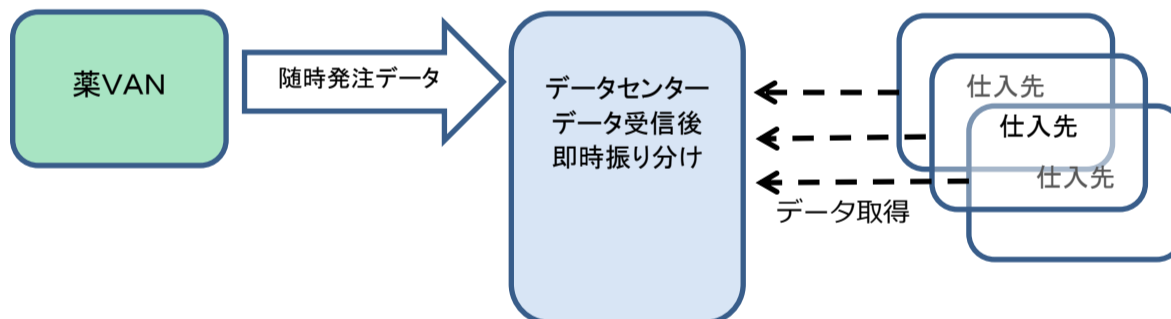 薬VAN
随時発注データ
データセンター
データ受信後
即時振り分け
仕入先
仕入先
仕入先
データ取得